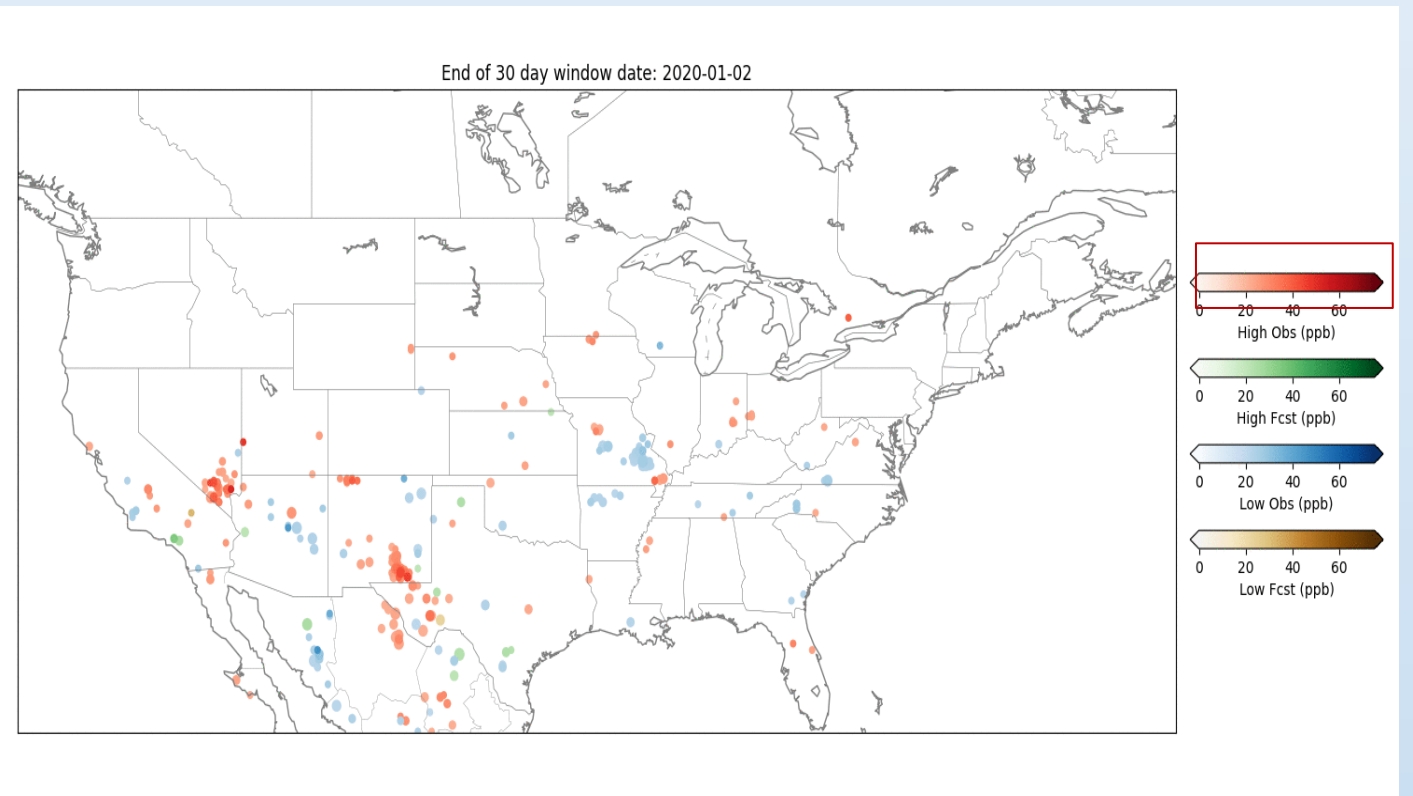 End of 30 day window date: 2020-01-02
0 20 40 60
High Obs (ppb)
0 20 40 60
High Fcst (ppb)
0 20 40 60
Low Obs (ppb)
0 20 40 60
Low Fcst (ppb)